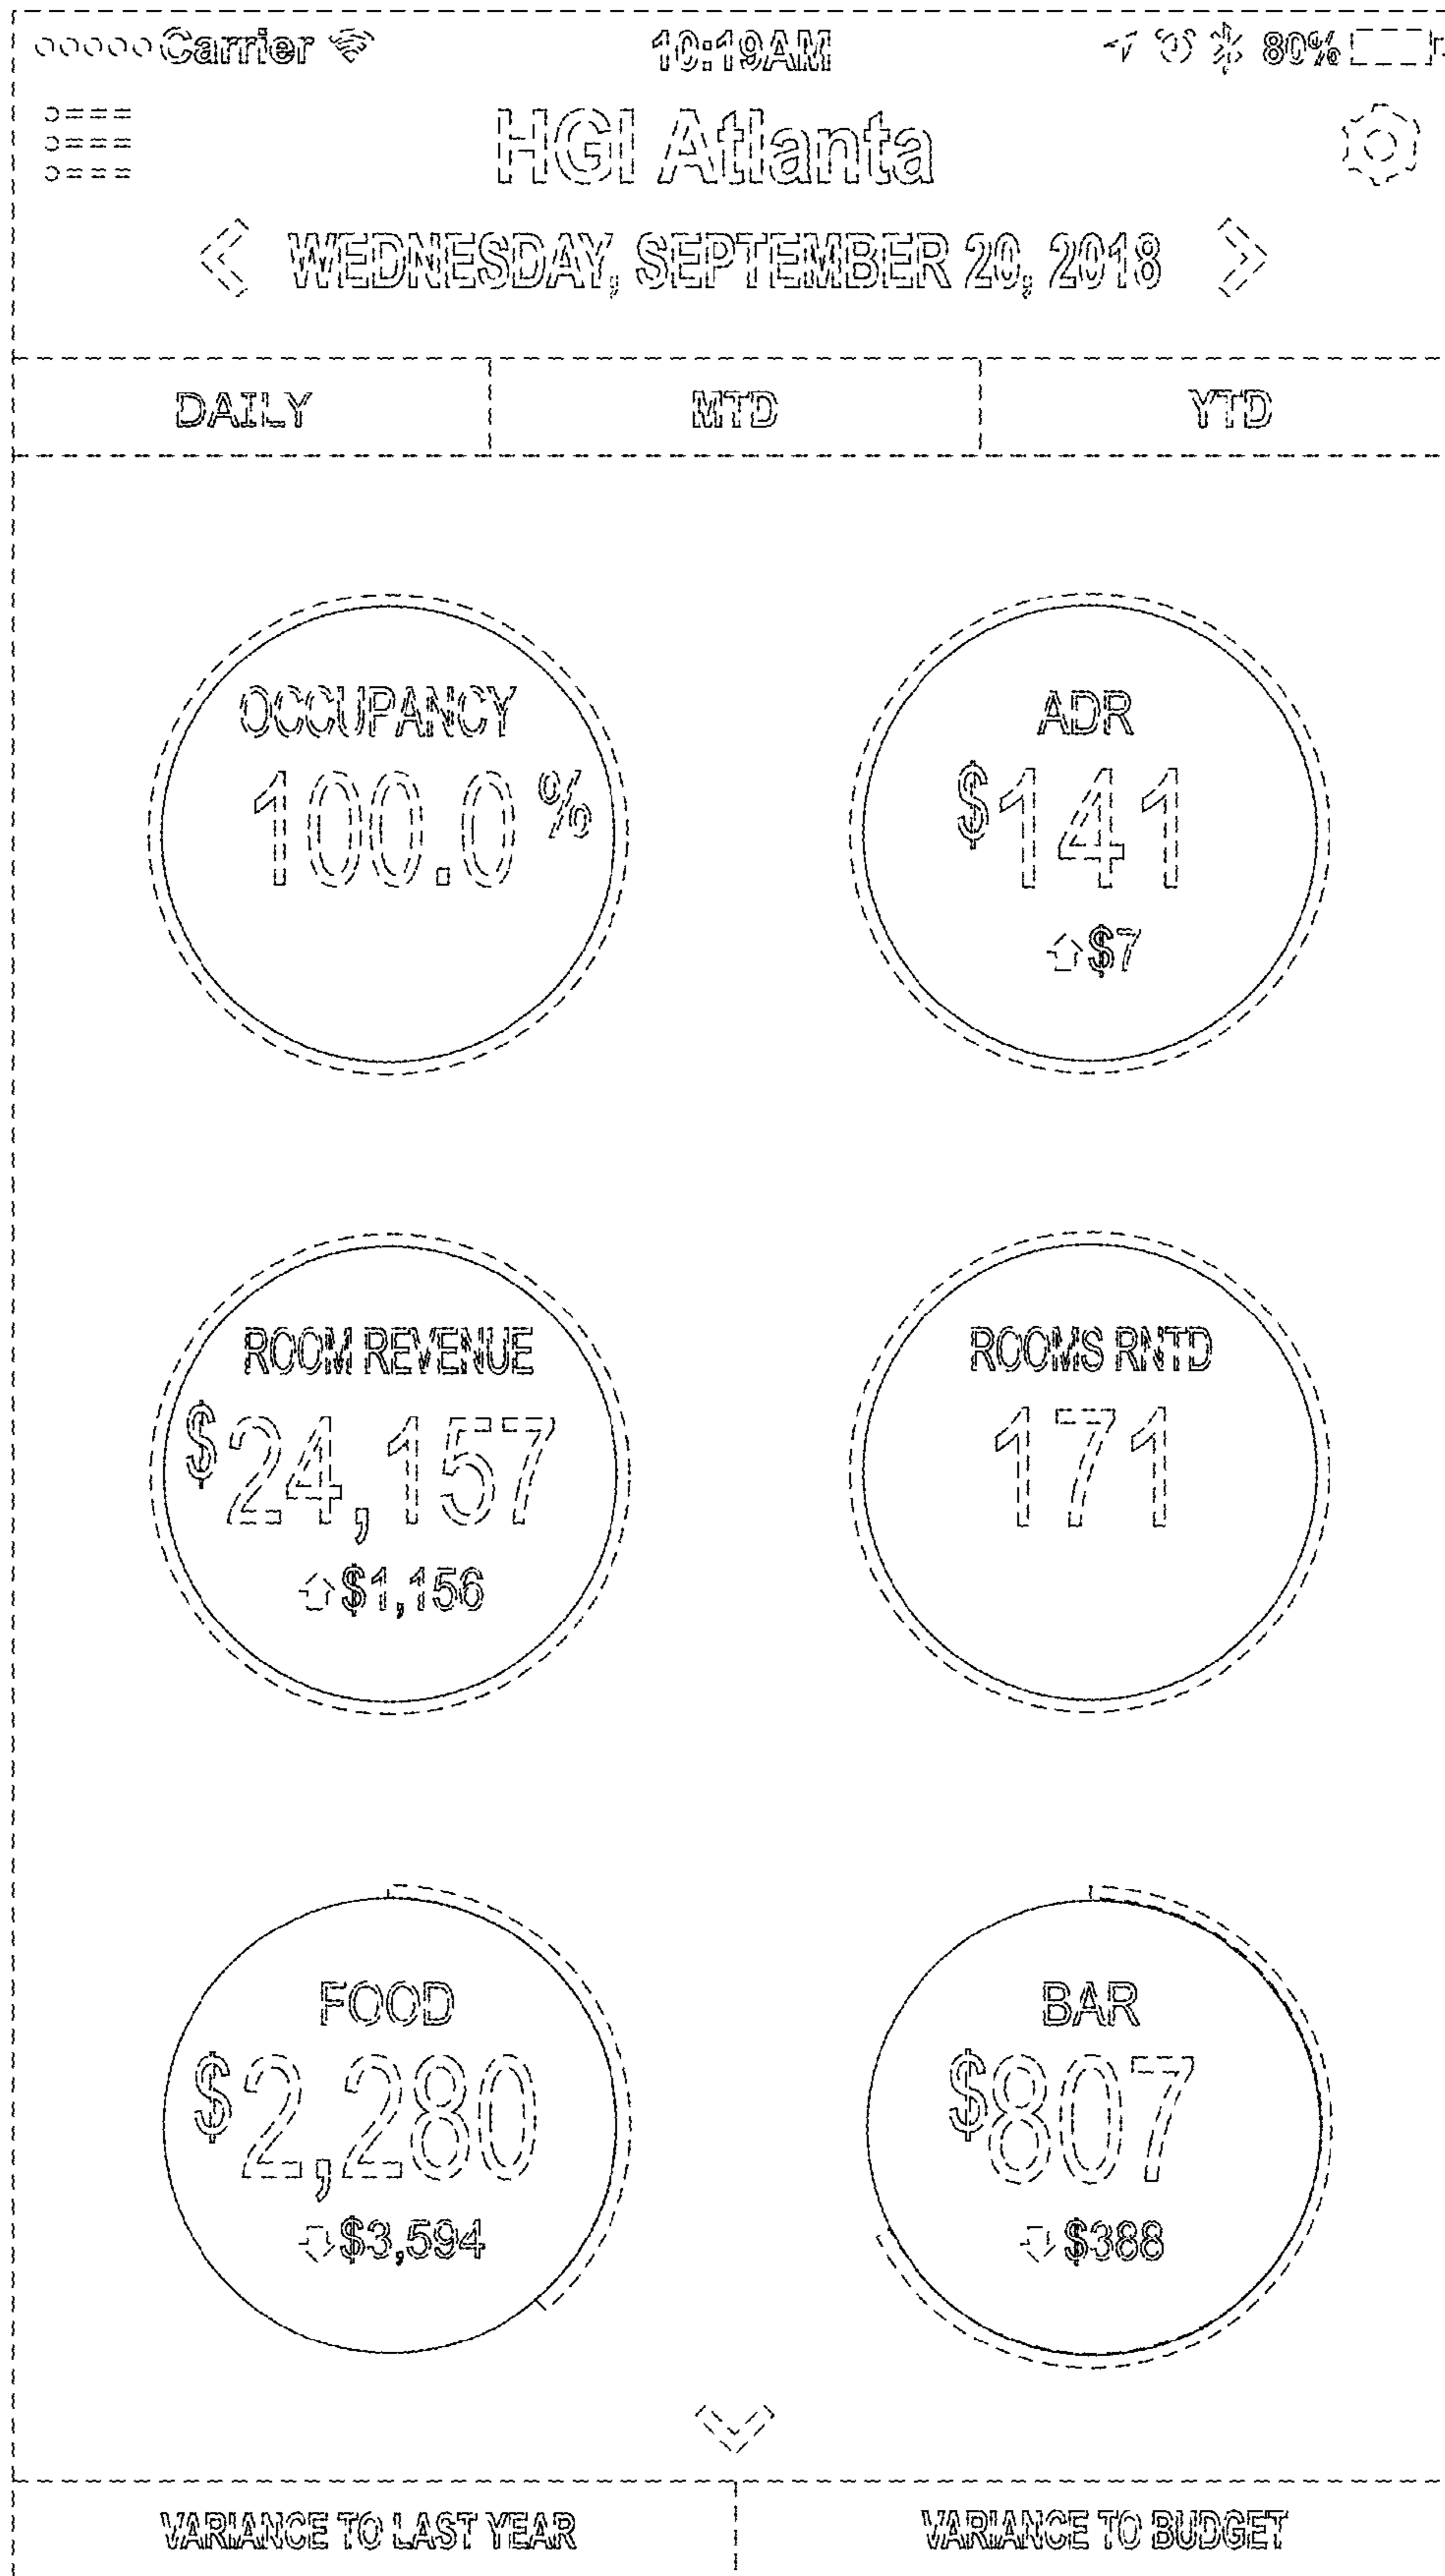 Carrier 10:19AM 80%
HGI Atlanta
WEDNESDAY, SEPTEMBER 20, 2018
DAILY MTD YTD
OCCUPANCY
100.0%
ADR
$141
$7
ROOM REVENUE
$24,157
$1,156
ROOMS RNTD
171
FOOD
$2,280
$3,594
BAR
$807
$388
VARIANCE TO LAST YEAR
VARIANCE TO BUDGET